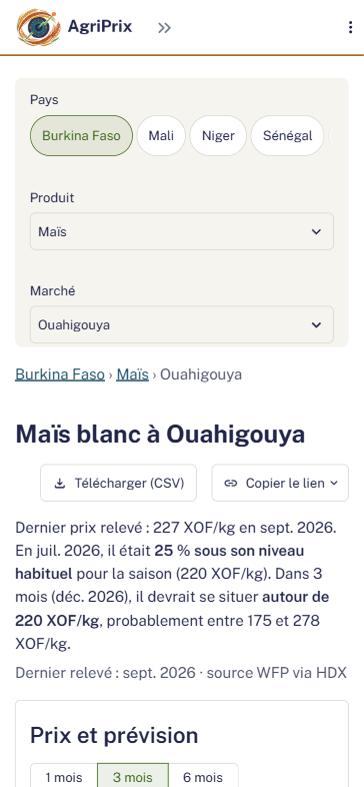 AgriPrix
Pays
Burkina Faso Mali Niger Sénégal
Produit
Maïs
Marché
Ouahigouya
Burkina Faso › Maïs › Ouahigouya
Maïs blanc à Ouahigouya
Télécharger (CSV) Copier le lien
Dernier prix relevé : 227 XOF/kg en sept. 2026.
En juil. 2026, il était 25 % sous son niveau
habituel pour la saison (220 XOF/kg). Dans 3
mois (déc. 2026), il devrait se situer autour de
220 XOF/kg, probablement entre 175 et 278
XOF/kg.
Dernier relevé : sept. 2026 · source WFP via HDX
Prix et prévision
1 mois 3 mois 6 mois